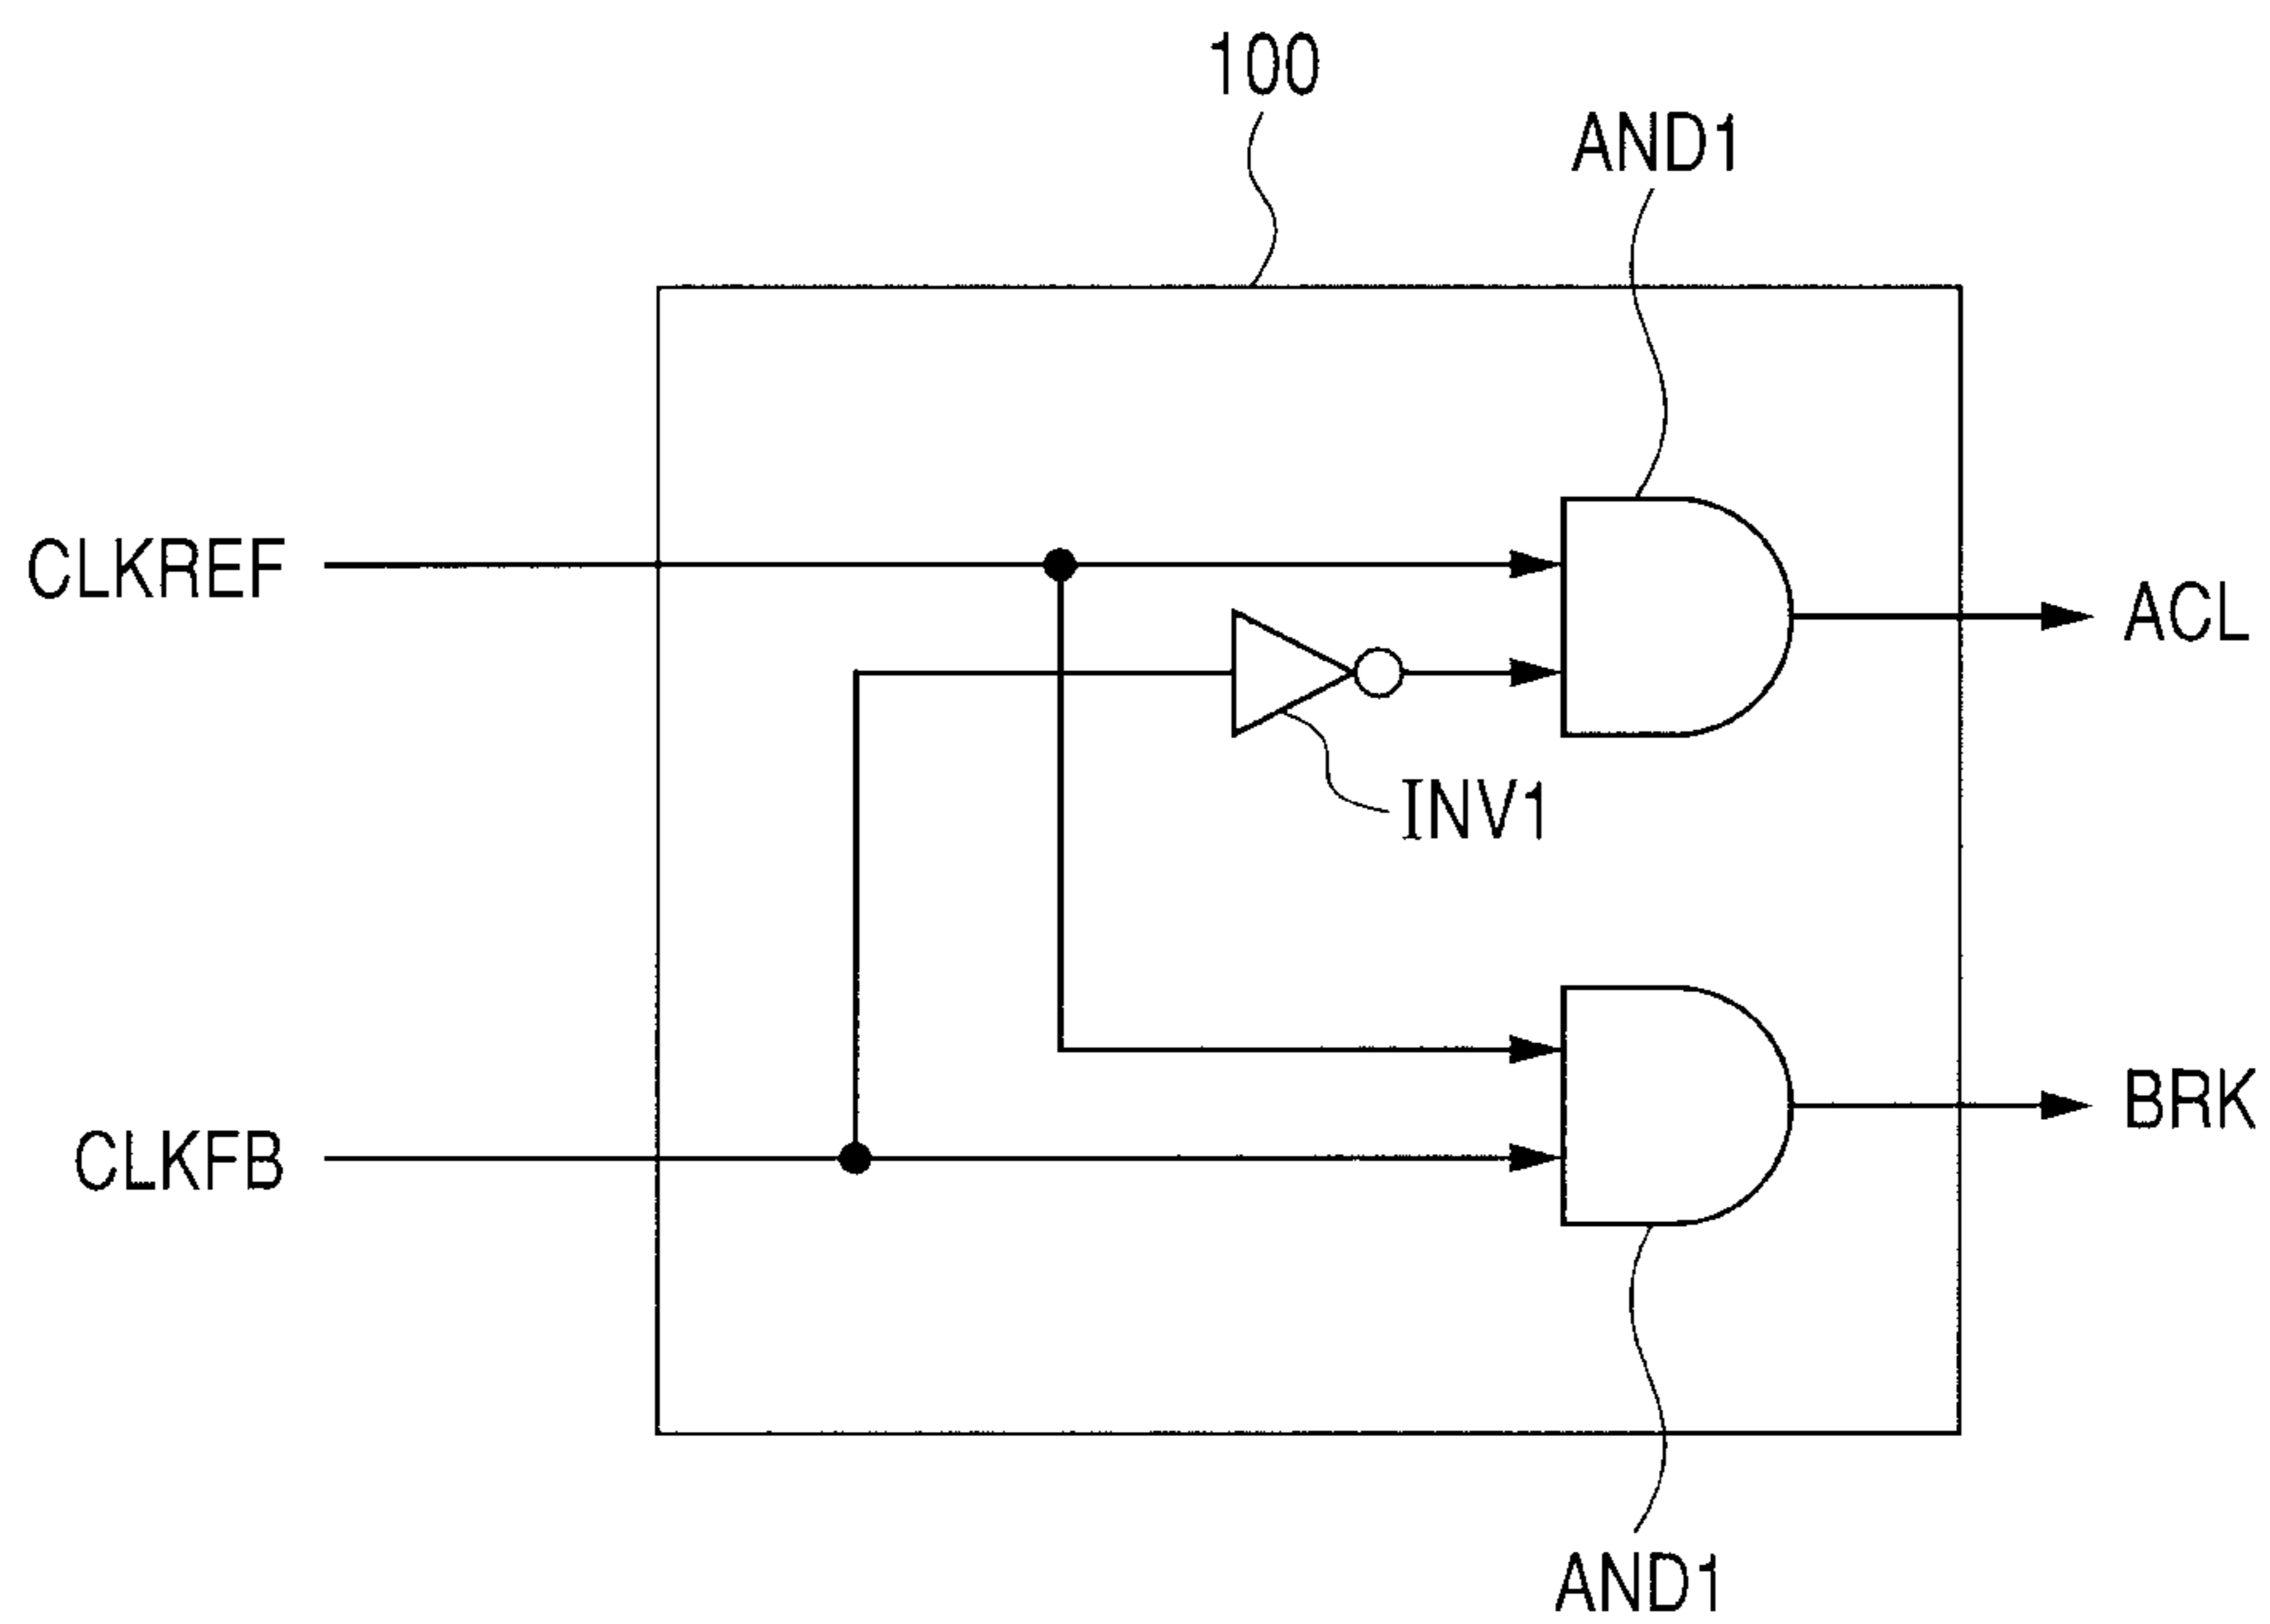 100
AND1
CLKREF
ACL
INV1
BRK
CLKFB
AND1